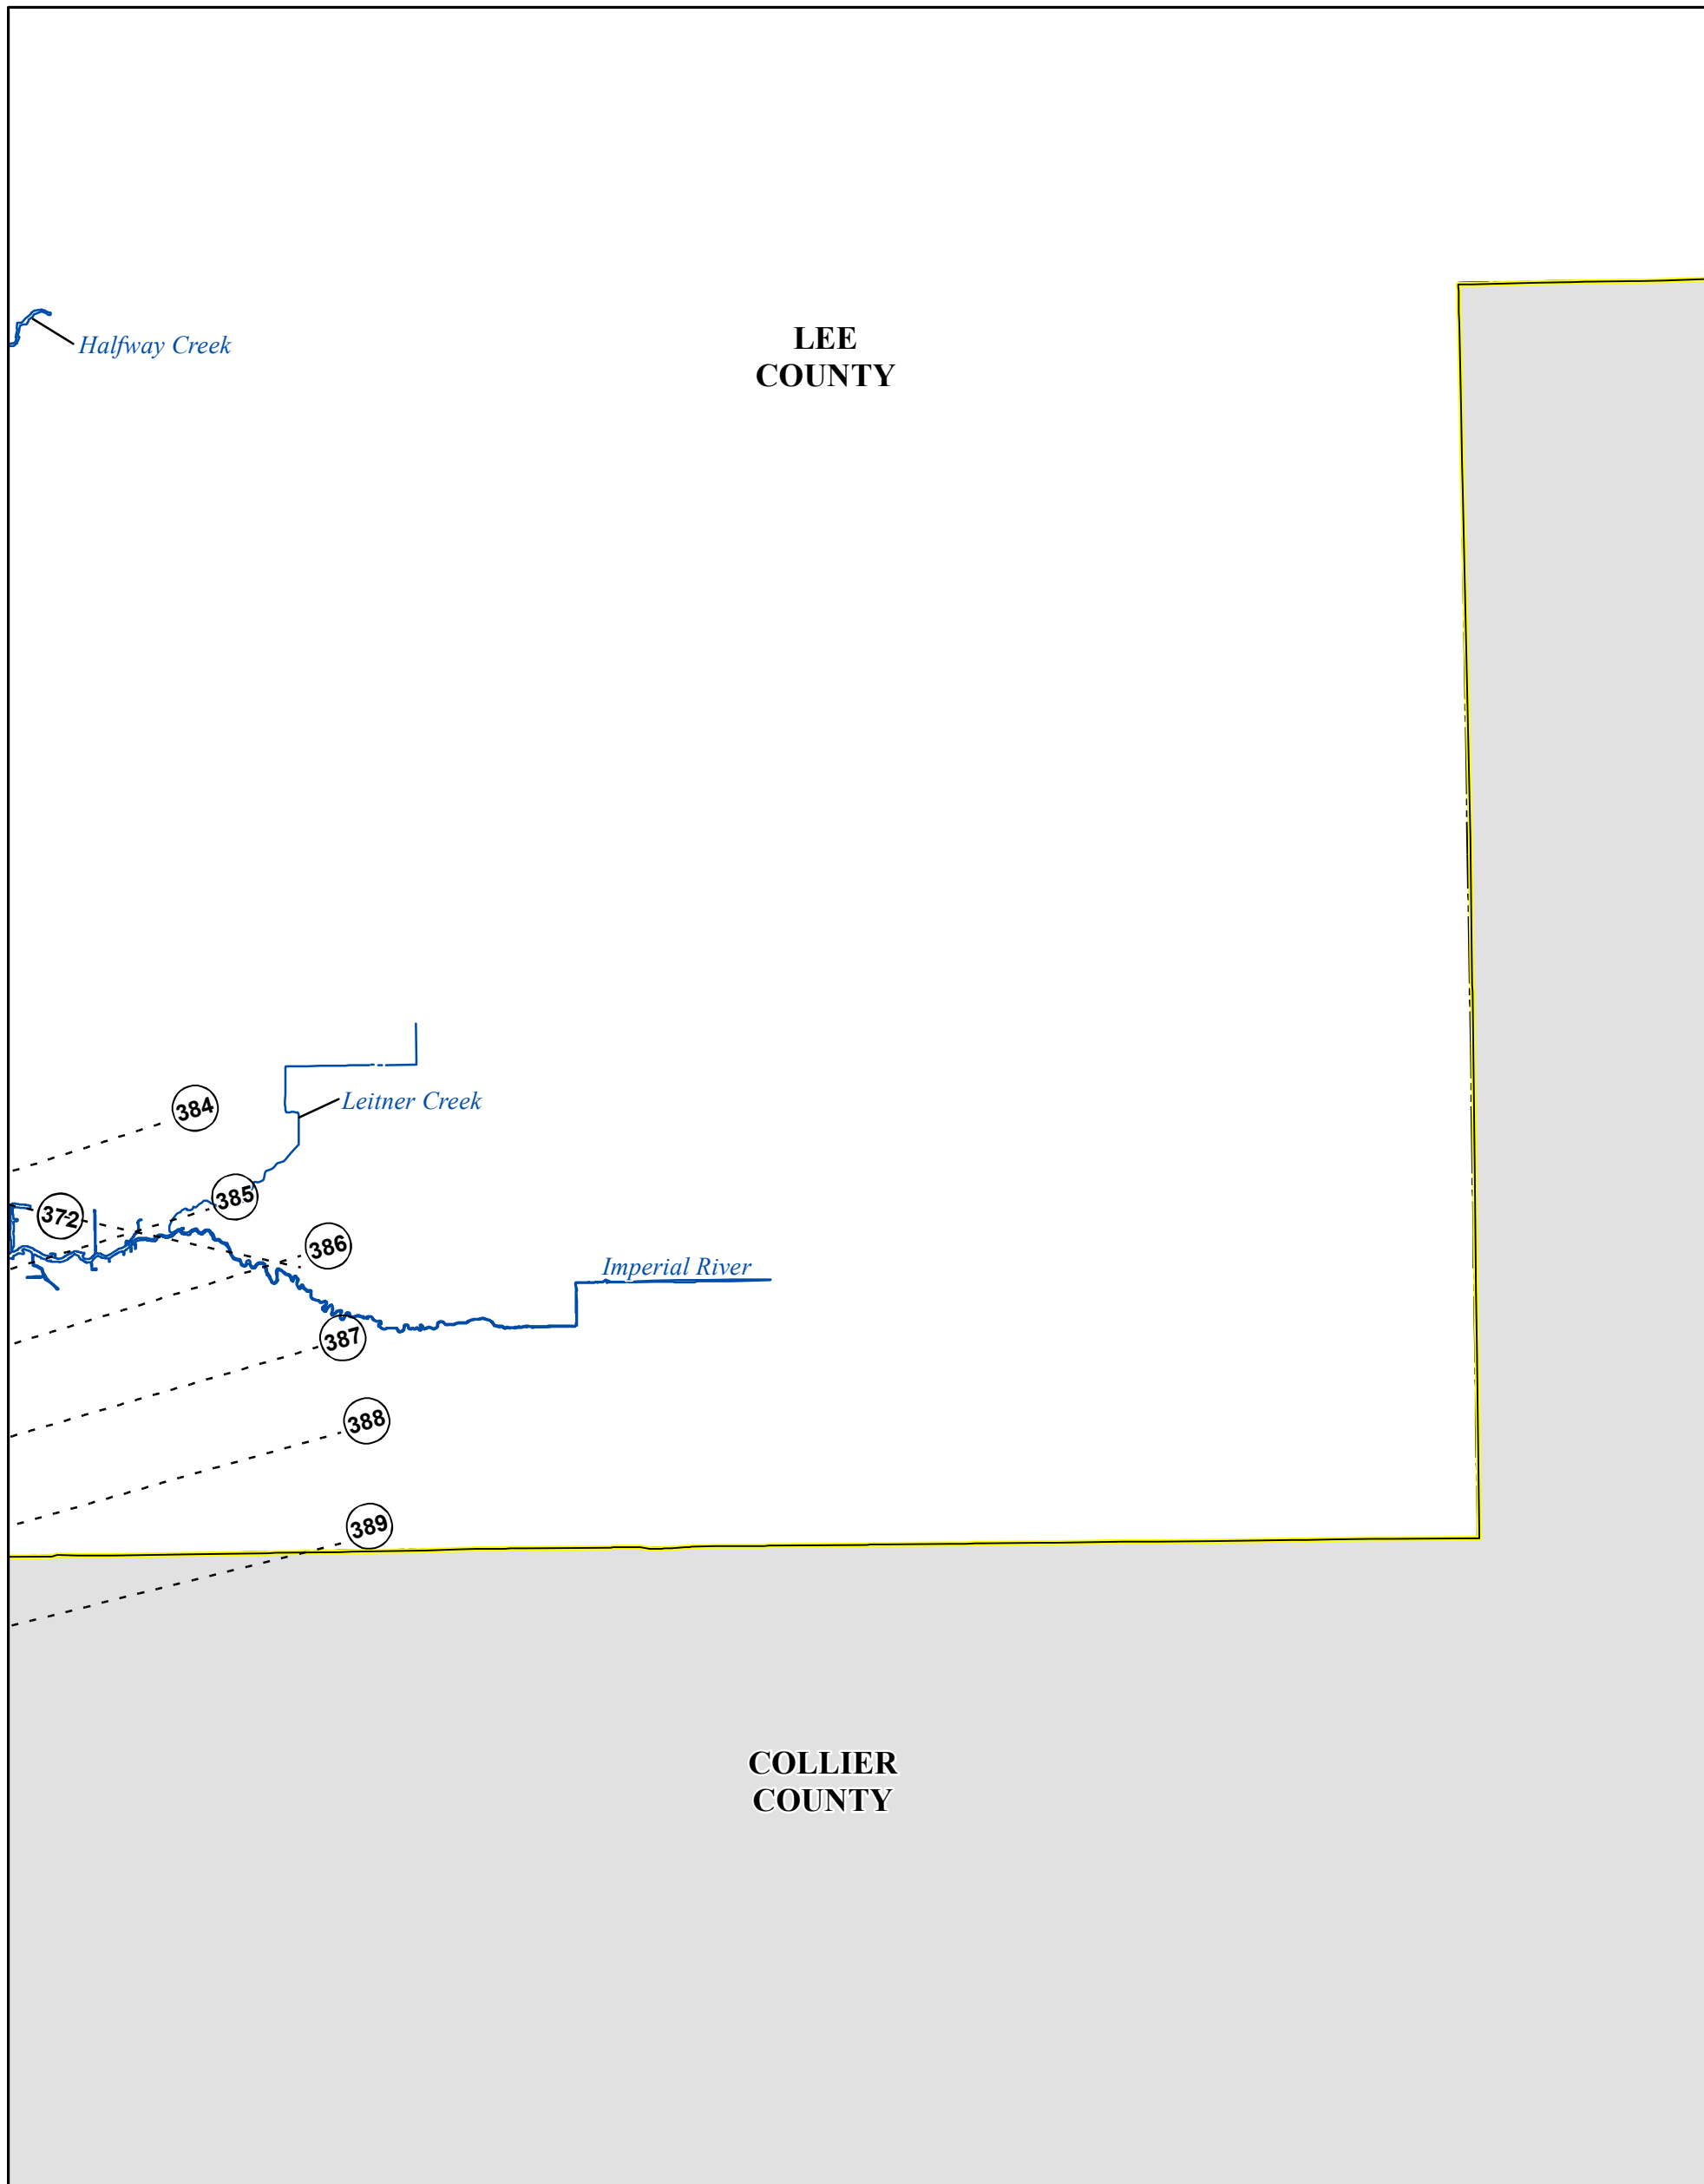 LEE
COUNTY
Halfway Creek
Leitner Creek
384
385
372
386
Imperial River
387
388
389
COLLIER
COUNTY